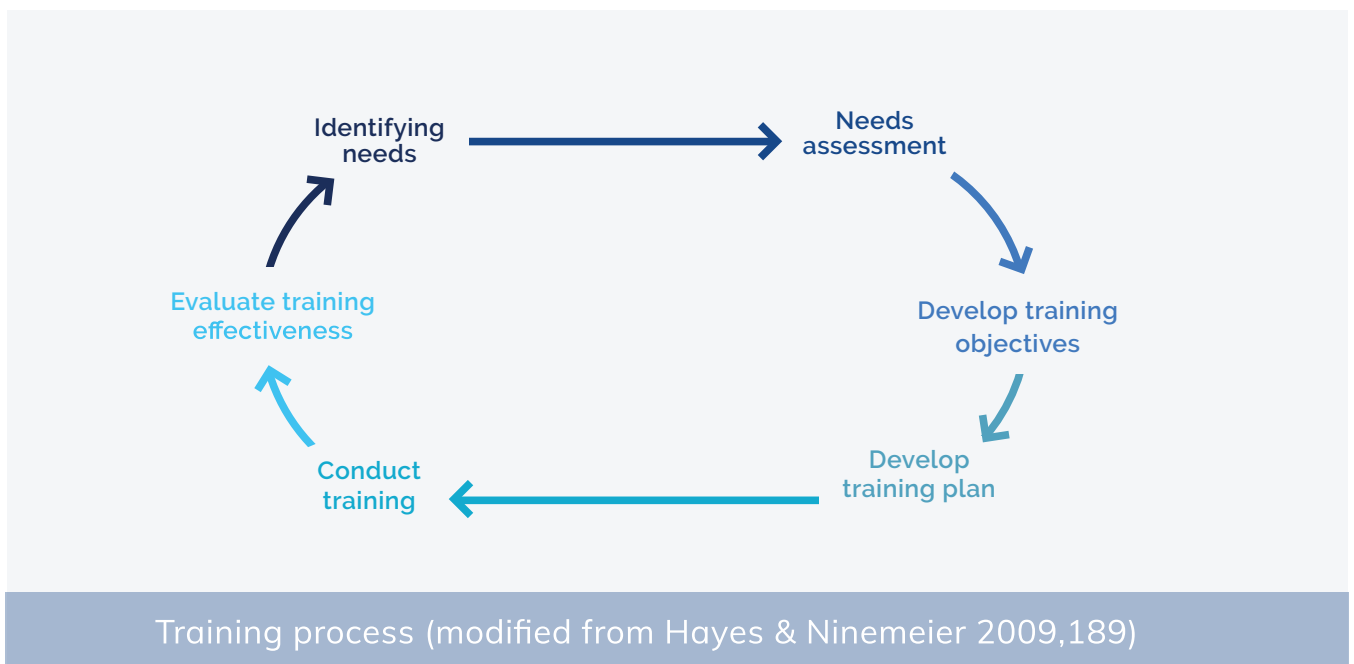 Identifying
needs
Needs
assessment
Develop training
objectives
Develop
training plan
Conduct
training
Evaluate training
effectiveness
Training process (modified from Hayes & Ninemeier 2009,189)